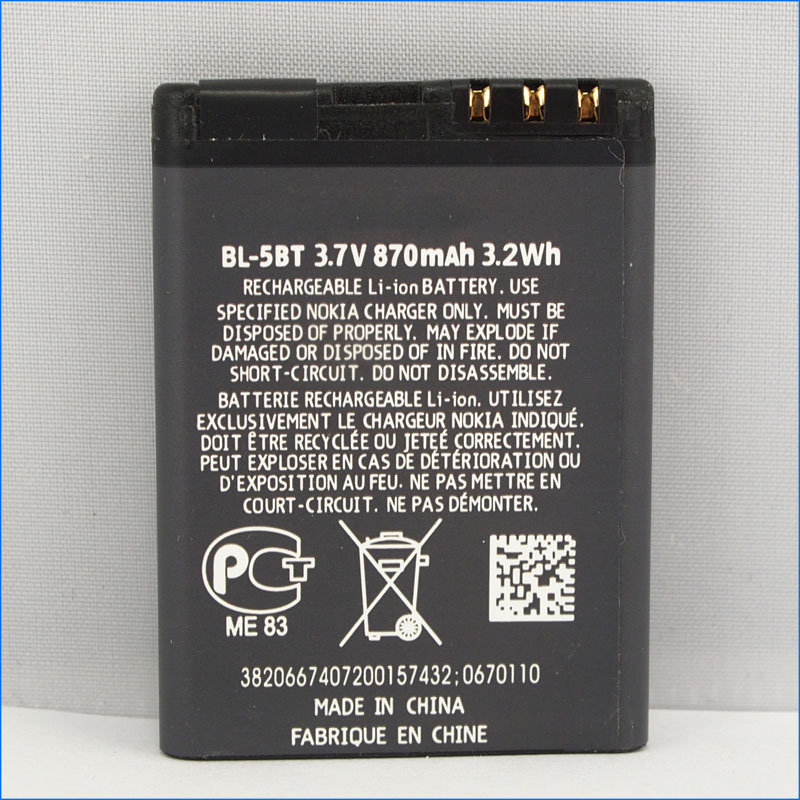 BL-5BT 3.7V 870mAh 3.2Wh
RECHARGEABLE Li-ion BATTERY. USE
SPECIFIED NOKIA CHARGER ONLY. MUST BE
DISPOSED OF PROPERLY. MAY EXPLODE IF
DAMAGED OR DISPOSED OF IN FIRE. DO NOT
SHORT-CIRCUIT. DO NOT DISASSEMBLE.
BATTERIE RECHARGEABLE Li-ion. UTILISEZ
EXCLUSIVEMENT LE CHARGEUR NOKIA INDIQUÉ.
DOIT ÊTRE RECYCLÉE OU JETEÉ CORRECTEMENT.
PEUT EXPLOSER EN CAS DE DÉTÉRIORATION OU
D'EXPOSITION AU FEU. NE PAS METTRE EN
COURT-CIRCUIT. NE PAS DÉMONTER.
PCT
ME 83
3820667407200157432;0670110
MADE IN CHINA
FABRIQUE EN CHINE